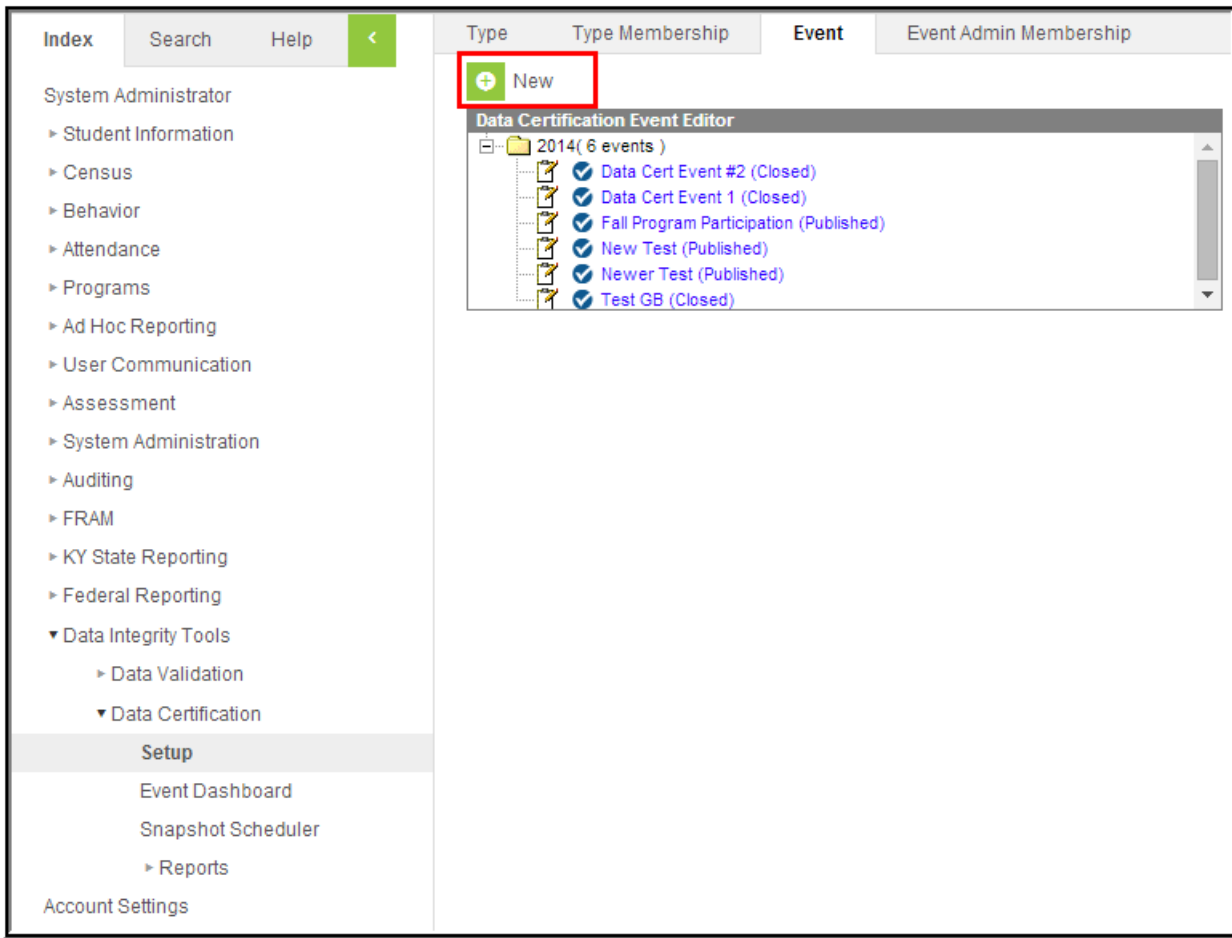 Index Search Help
Type Type Membership Event Event Admin Membership
New
Data Certification Event Editor
2014( 6 events )
Data Cert Event #2 (Closed)
Data Cert Event 1 (Closed)
Fall Program Participation (Published)
New Test (Published)
Newer Test (Published)
Test GB (Closed)
System Administrator
Student Information
Census
Behavior
Attendance
Programs
Ad Hoc Reporting
User Communication
Assessment
System Administration
Auditing
FRAM
KY State Reporting
Federal Reporting
Data Integrity Tools
Data Validation
Data Certification
Setup
Event Dashboard
Snapshot Scheduler
Reports
Account Settings